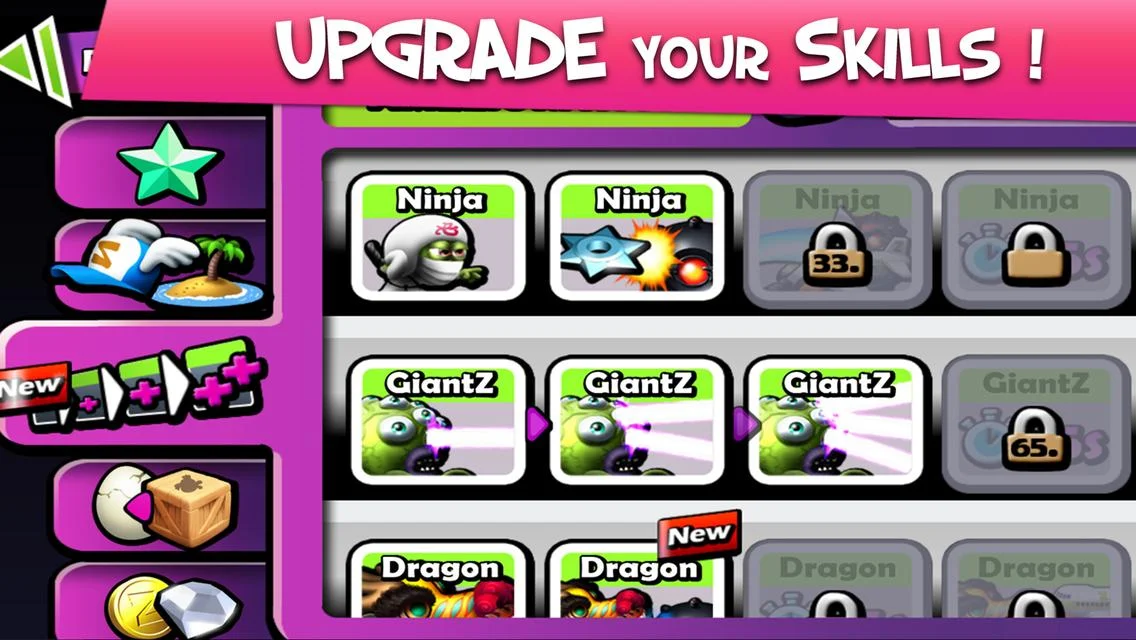 UPGRADE YOUR SKILLS !
Ninja Ninja Ninja Ninja
33.
GiantZ GiantZ GiantZ GiantZ
New
65.
New
Dragon Dragon Dragon Dragon